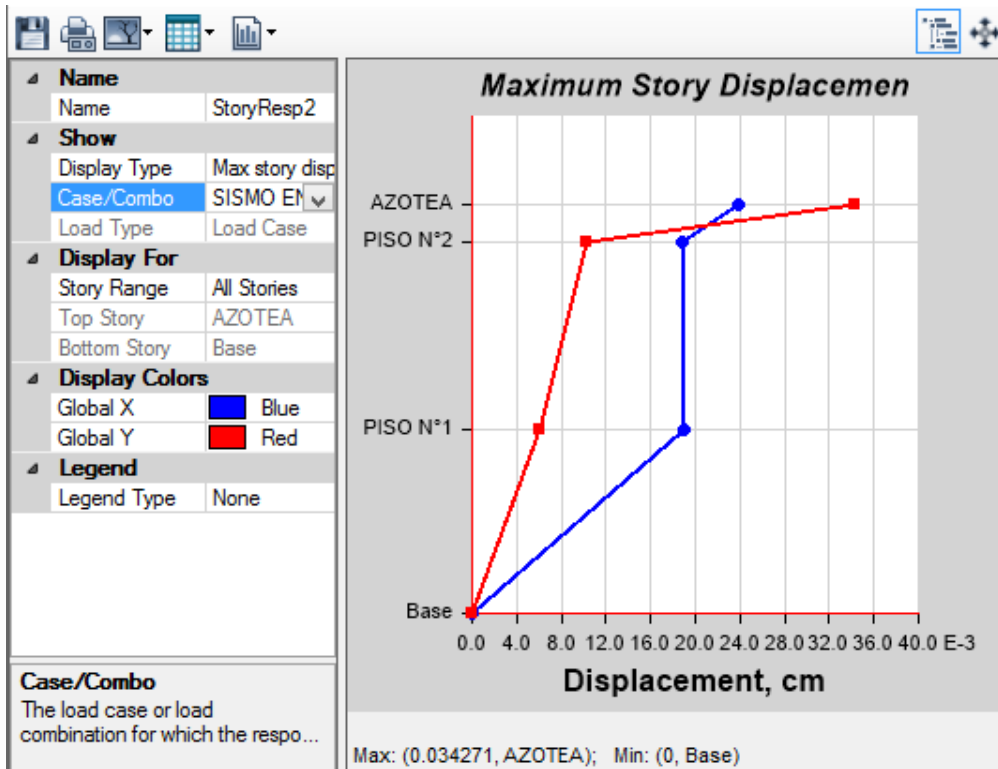 Name
Name StoryResp2
Show
Display Type Max story disp
Case/Combo SISMO EN
Load Type Load Case
Display For
Story Range All Stories
Top Story AZOTEA
Bottom Story Base
Display Colors
Global X Blue
Global Y Red
Legend
Legend Type None
Case/Combo
The load case or load
combination for which the respo...
Maximum Story Displacemen
AZOTEA
PISO N°2
PISO N°1
Base
0.0 4.0 8.0 12.0 16.0 20.0 24.0 28.0 32.0 36.0 40.0 E-3
Displacement, cm
Max: (0.034271, AZOTEA); Min: (0, Base)